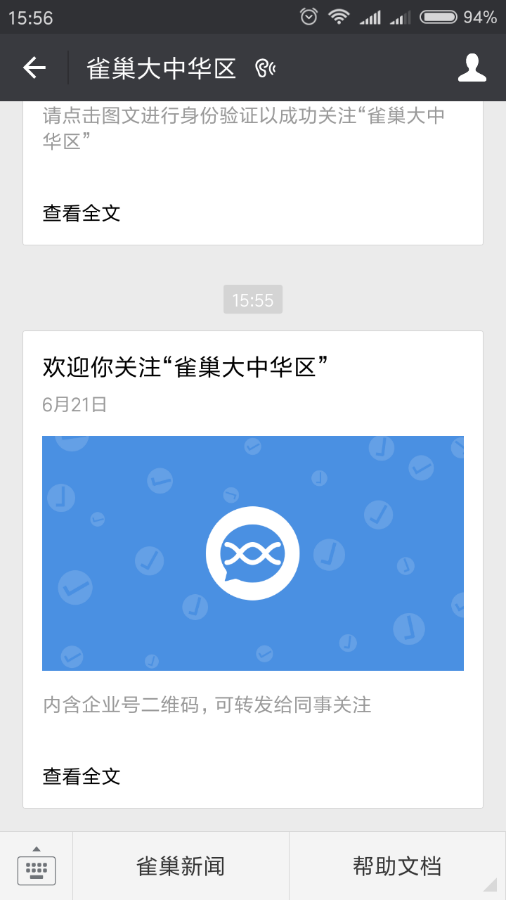 15:56
94%
雀巢大中华区
请点击图文进行身份验证以成功关注“雀巢大中
华区”
查看全文
15:55
欢迎你关注“雀巢大中华区”
6月21日
内含企业号二维码，可转发给同事关注
查看全文
雀巢新闻
帮助文档